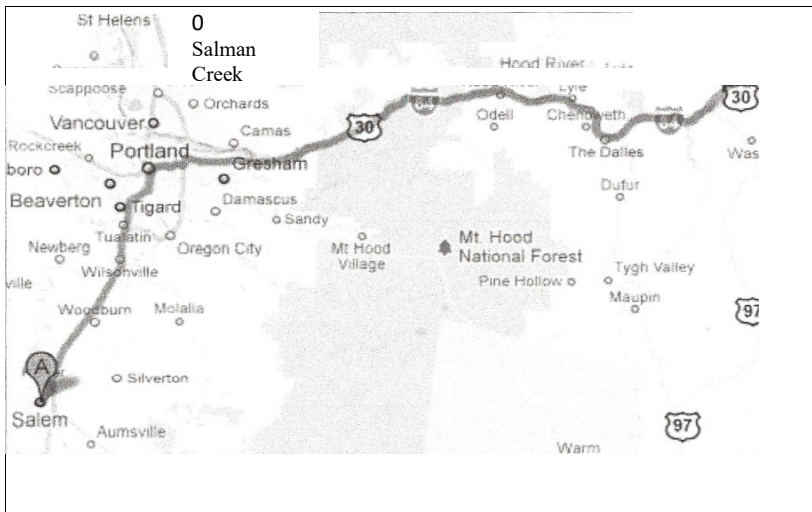 St Helens
0
Salman
Creek
Hood River
Scappoose
Orchards
Lyle
30
84
84
30
Vancouver
Camas
Odell
Chenoweth
Rockcreek
Portland
The Dalles
Was
boro
Gresham
Beaverton
Tigard
Damascus
Dufur
Sandy
Tualatin
Newberg
Oregon City
Mt Hood
Village
Mt. Hood
National Forest
Wilsonville
ville
Pine Hollow
Tygh Valley
Maupin
Woodburn
Molalla
97
A
Silverton
Salem
Aumsville
97
Warm